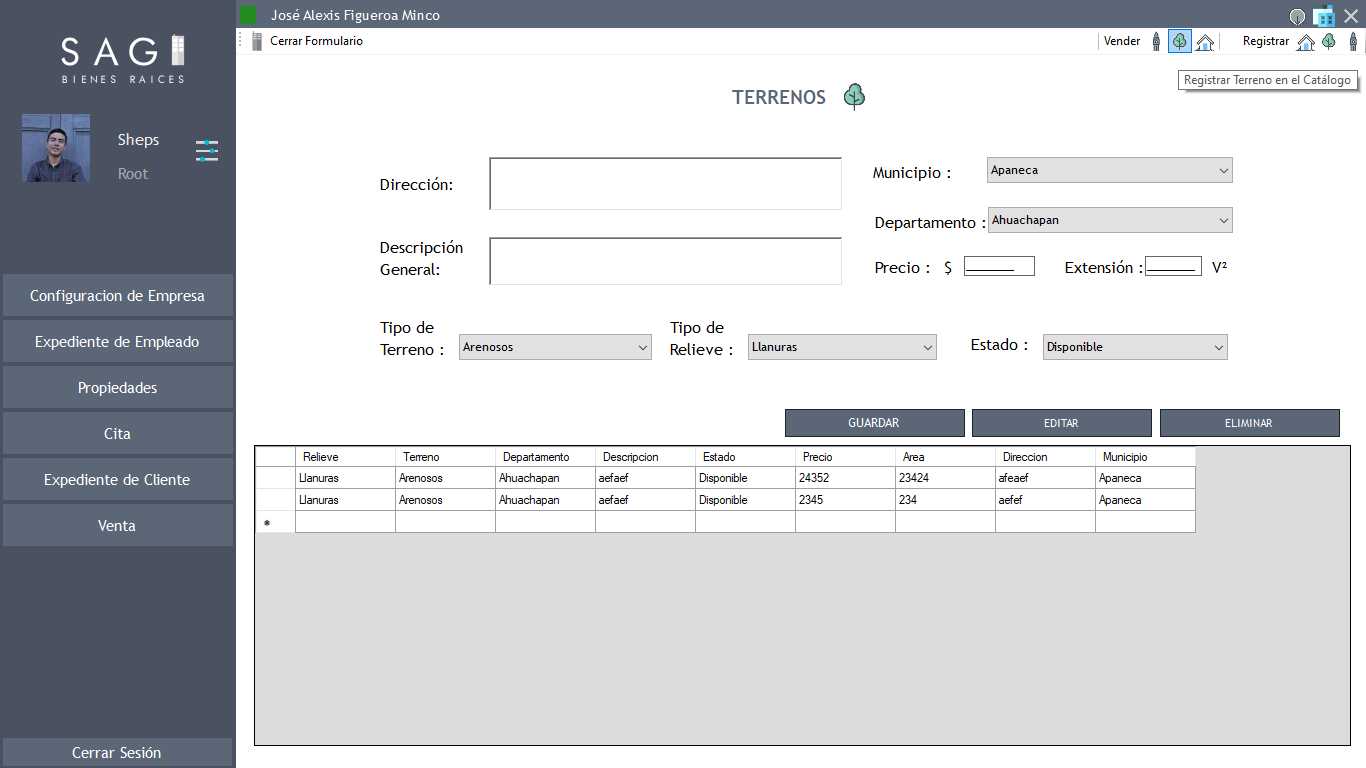 José Alexis Figueroa Minco
SAGI
BIENES RAICES
Cerrar Formulario
Vender
Registrar
Registrar Terreno en el Catálogo
Sheps
Root
TERRENOS
Dirección:
Municipio :
Apaneca
Departamento :
Ahuachapan
Descripción
General:
Precio : $ ______
Extensión : ______ V²
Tipo de
Terreno :
Arenosos
Tipo de
Relieve :
Llanuras
Estado :
Disponible
Configuracion de Empresa
Expediente de Empleado
Propiedades
Cita
Expediente de Cliente
Venta
Cerrar Sesión
GUARDAR
EDITAR
ELIMINAR
Relieve Terreno Departamento Descripcion Estado Precio Area Direccion Municipio
Llanuras Arenosos Ahuachapan aefaef Disponible 24352 23424 afeaef Apaneca
Llanuras Arenosos Ahuachapan aefaef Disponible 2345 234 aefef Apaneca
*